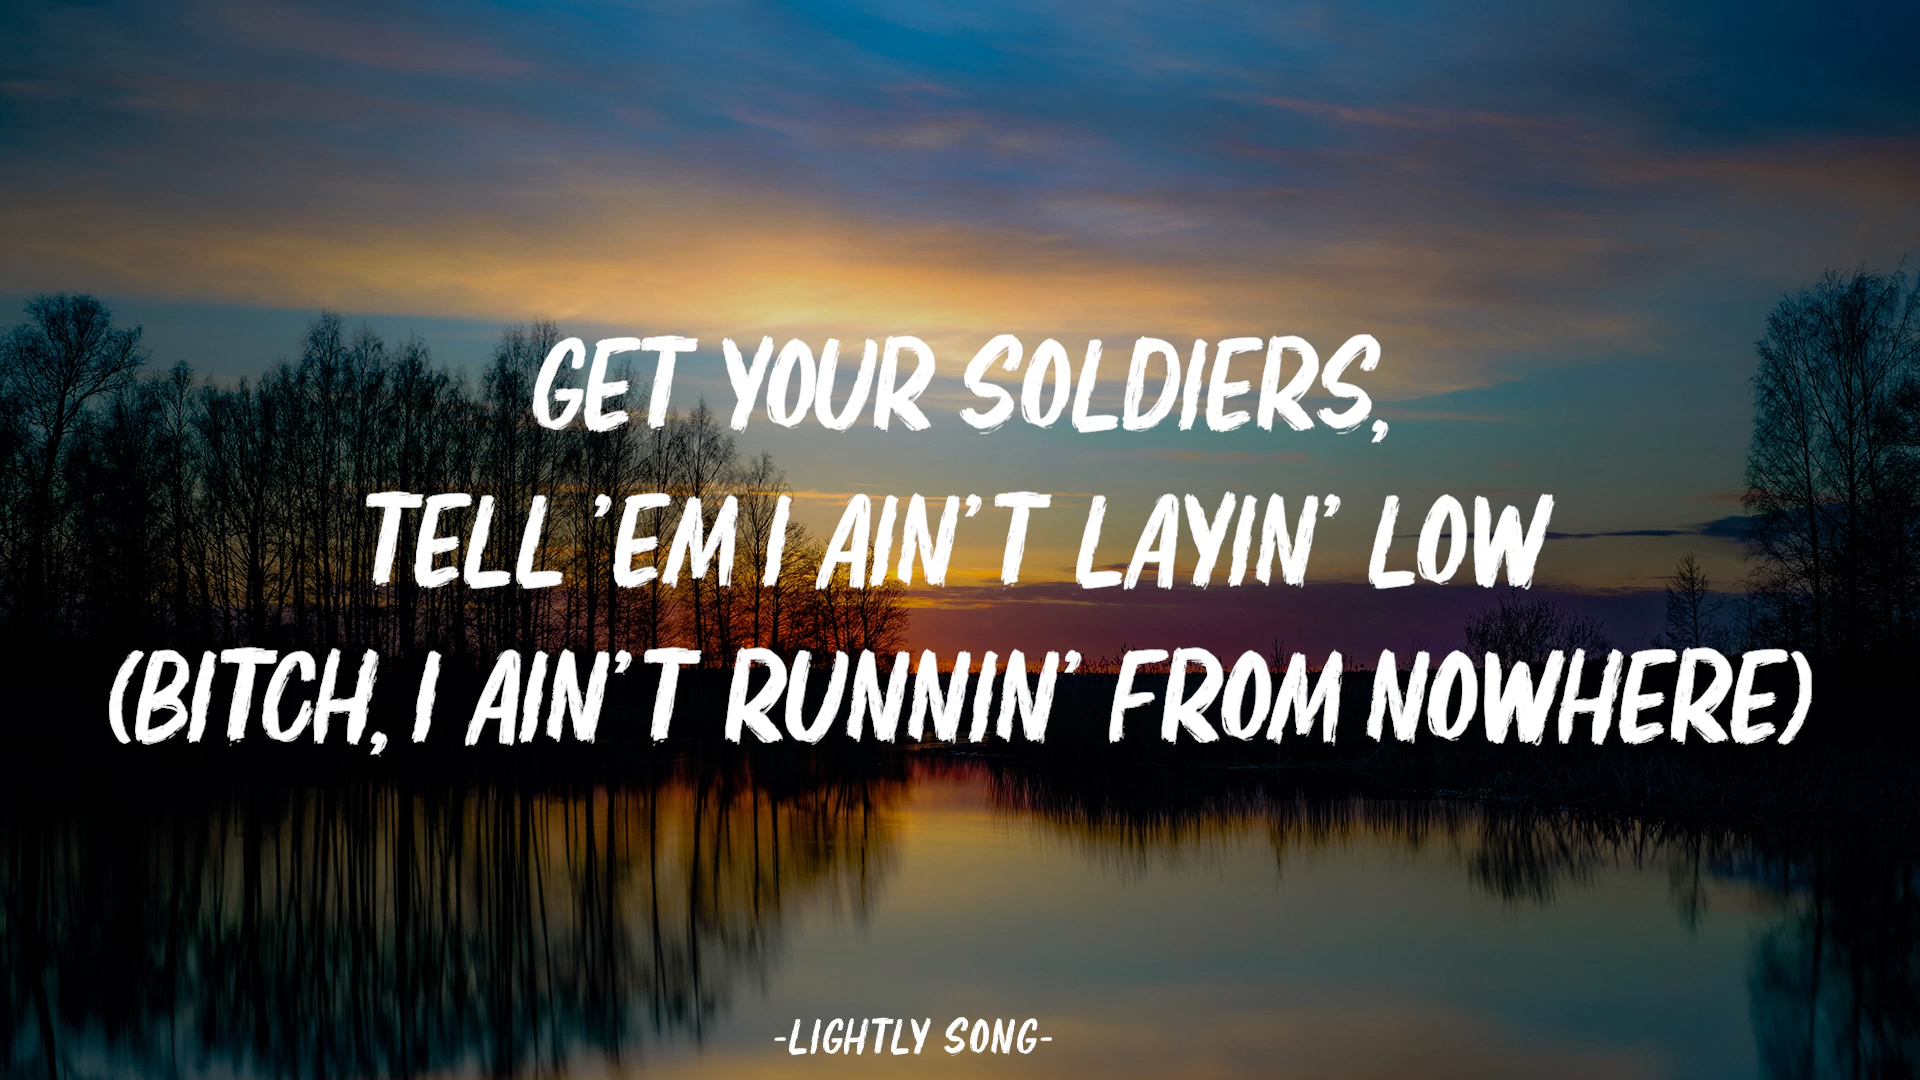 GET YOUR SOLDIERS,
TELL 'EM I AIN'T LAYIN' LOW
(BITCH, I AIN'T RUNNIN' FROM NOWHERE)
-LIGHTLY SONG-